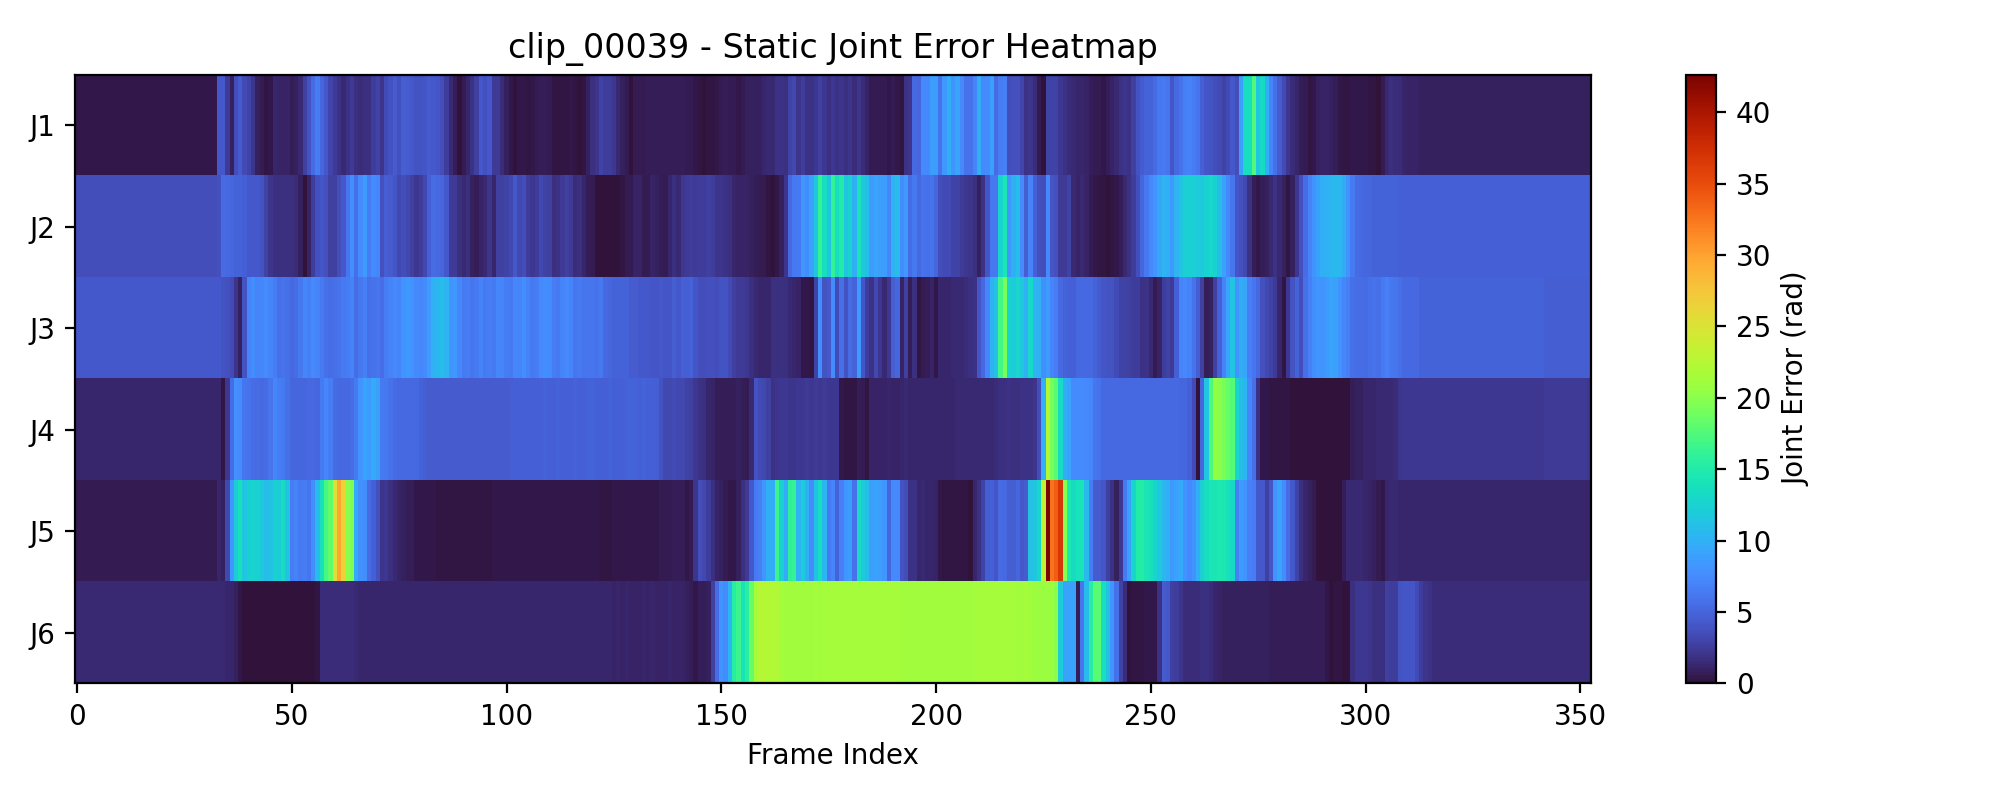 clip_00039 - Static Joint Error Heatmap
J1
J2
J3
J4
J5
J6
0 50 100 150 200 250 300 350
Frame Index
40
35
30
25
20
15
10
5
0
Joint Error (rad)